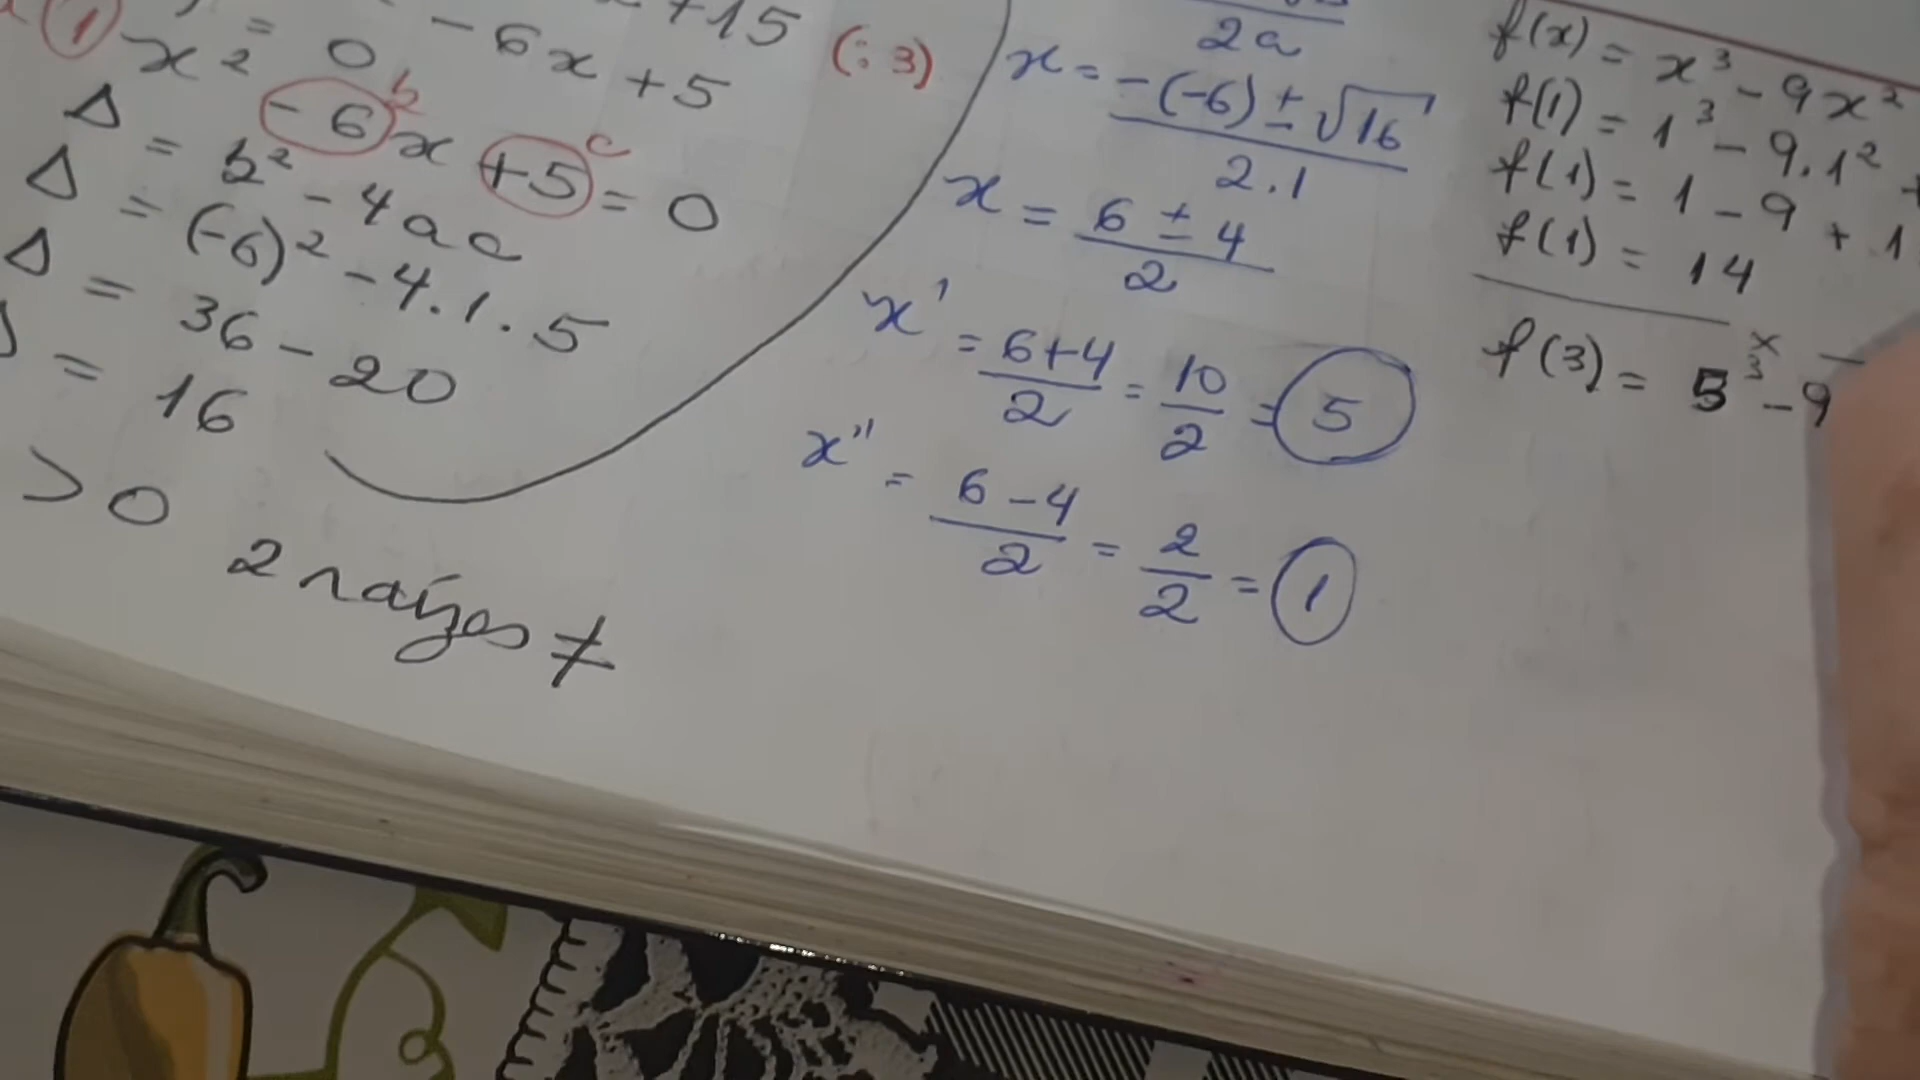 +15 (:3)
= 0 - 6x + 5
1 x² - 6x + 5 = 0
b c
Δ = b² - 4ac
Δ = (-6)² - 4.1.5
Δ = 36 - 20
= 16
> 0
2 raízes ≠
2a
x = -(-6) ± √16 / 2.1
x = 6 ± 4 / 2
x' = 6+4 / 2 = 10 / 2 = 5
x'' = 6 - 4 / 2 = 2 / 2 = 1
f(x) = x³ - 9x²
f(1) = 1³ - 9.1² +
f(1) = 1 - 9 + 1
f(1) = 14
f(3) = 5³ - 9